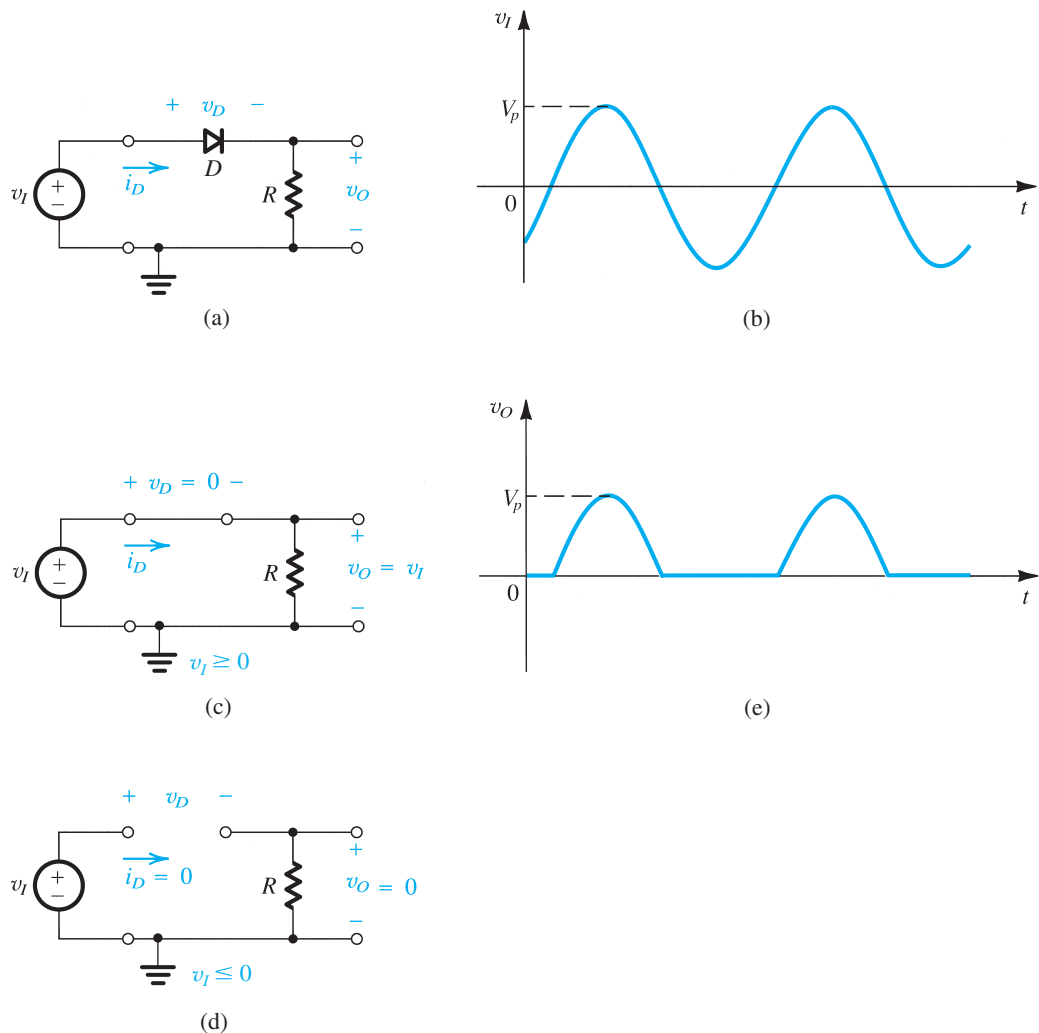 + v_D −
i_D
D
v_I
+
−
R
+
v_O
−
(a)
v_I
V_p
0
t
(b)
+ v_D = 0 −
i_D
v_I
+
−
R
+
v_O = v_I
−
v_I ≥ 0
(c)
v_O
V_p
0
t
(e)
+ v_D −
i_D = 0
v_I
+
−
R
+
v_O = 0
−
v_I ≤ 0
(d)